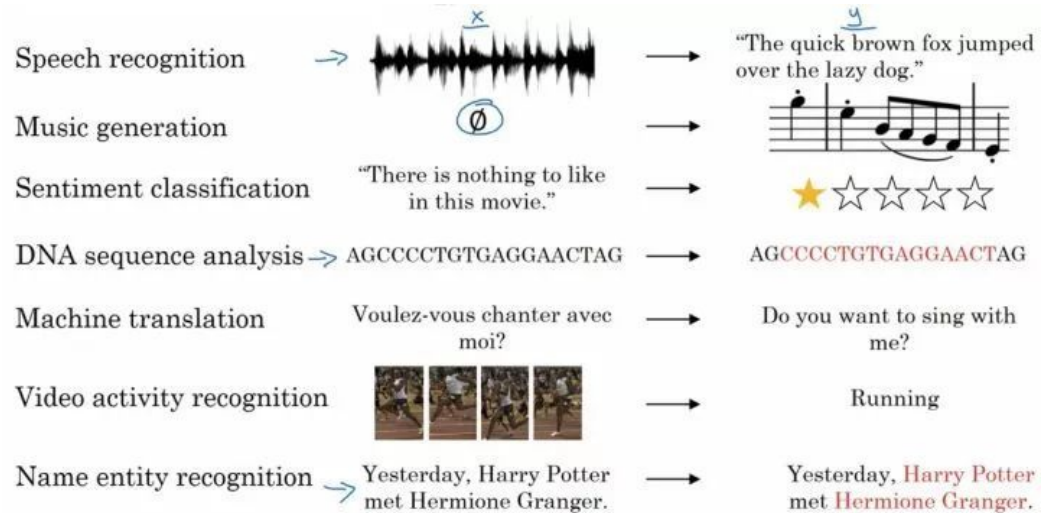 x
y
Speech recognition
“The quick brown fox jumped
over the lazy dog.”
Music generation
Ø
Sentiment classification
“There is nothing to like
in this movie.”
DNA sequence analysis
AGCCCCTGTGAGGAACTAG
AGCCCCTGTGAGGAACTAG
Machine translation
Voulez-vous chanter avec
moi?
Do you want to sing with
me?
Video activity recognition
Running
Name entity recognition
Yesterday, Harry Potter
met Hermione Granger.
Yesterday, Harry Potter
met Hermione Granger.